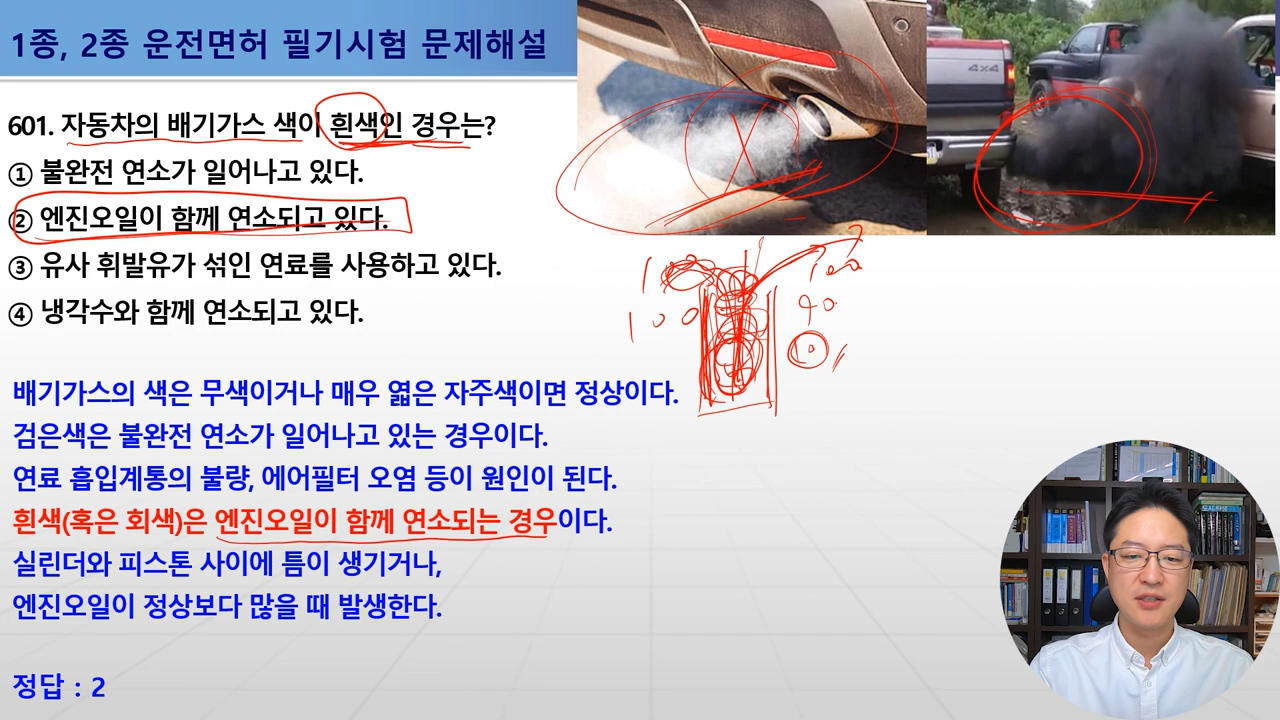 1종, 2종 운전면허 필기시험 문제해설
601. 자동차의 배기가스 색이 흰색인 경우는?
① 불완전 연소가 일어나고 있다.
② 엔진오일이 함께 연소되고 있다.
③ 유사 휘발유가 섞인 연료를 사용하고 있다.
④ 냉각수와 함께 연소되고 있다.
4x4
100
90
10
배기가스의 색은 무색이거나 매우 엷은 자주색이면 정상이다.
검은색은 불완전 연소가 일어나고 있는 경우이다.
연료 흡입계통의 불량, 에어필터 오염 등이 원인이 된다.
흰색(혹은 회색)은 엔진오일이 함께 연소되는 경우이다.
실린더와 피스톤 사이에 틈이 생기거나,
엔진오일이 정상보다 많을 때 발생한다.
정답 : 2